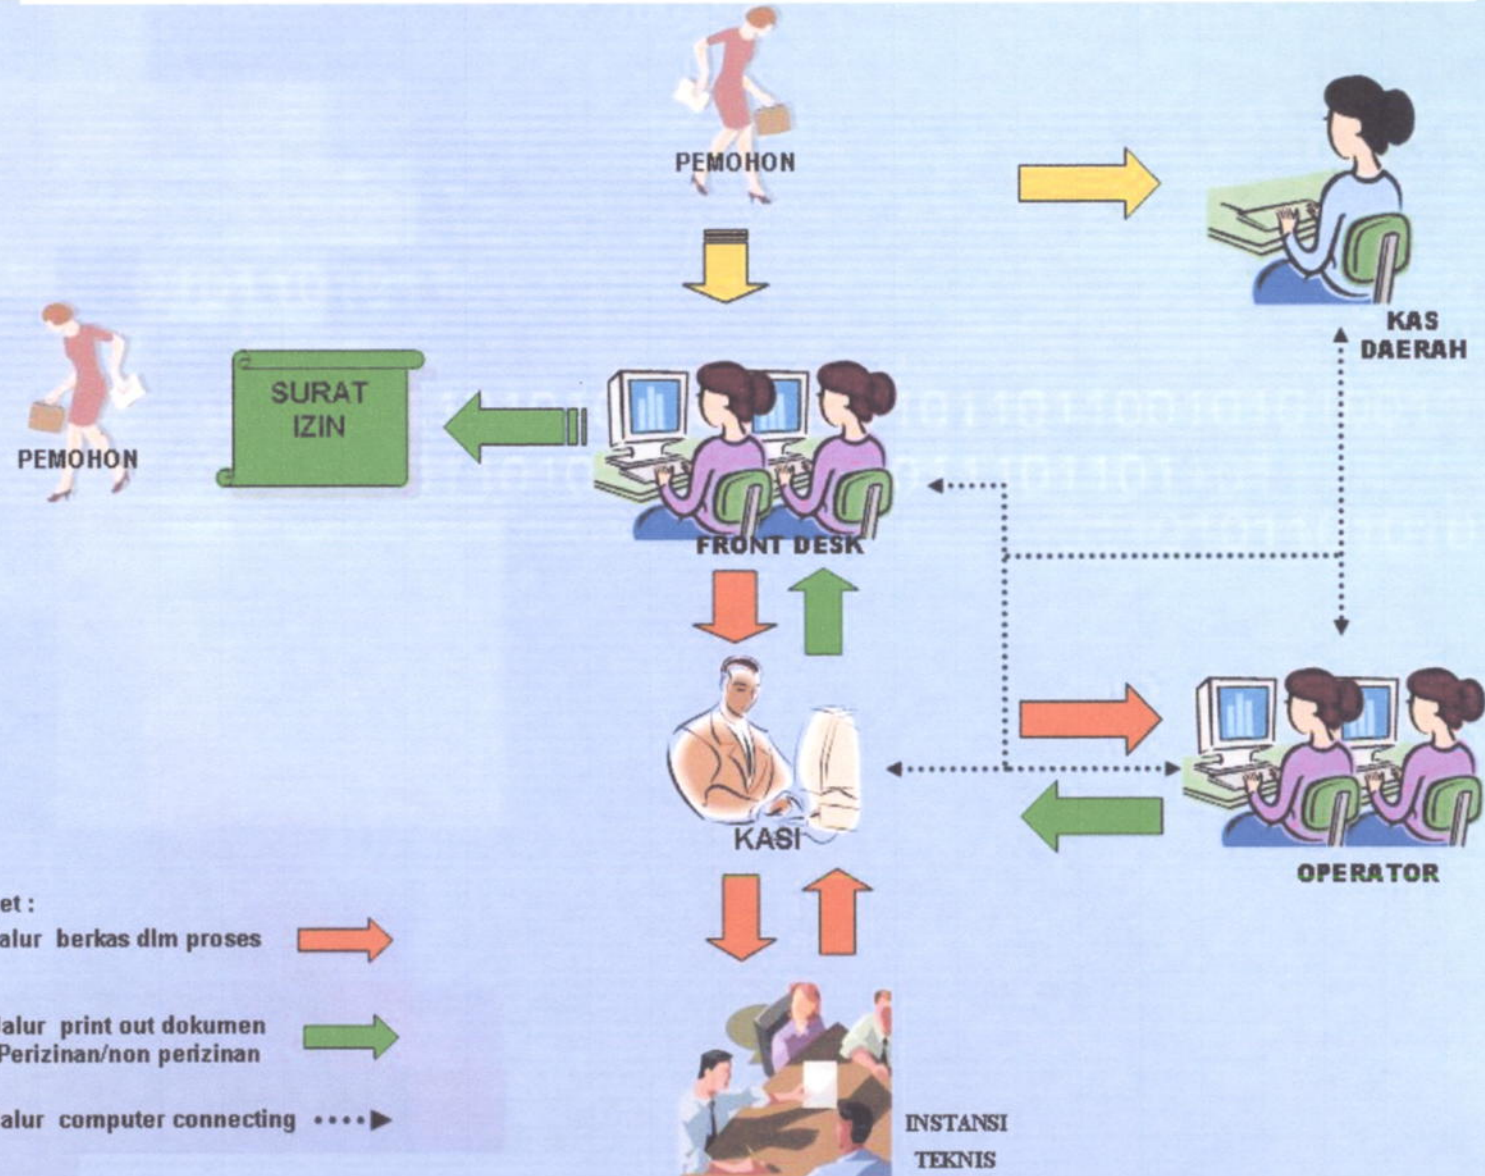 PEMOHON
KAS
DAERAH
SURAT
IZIN
PEMOHON
FRONT DESK
KASI
OPERATOR
et :
alur berkas dlm proses
Jalur print out dokumen
Perizinan/non perizinan
alur computer connecting
INSTANSI
TEKNIS